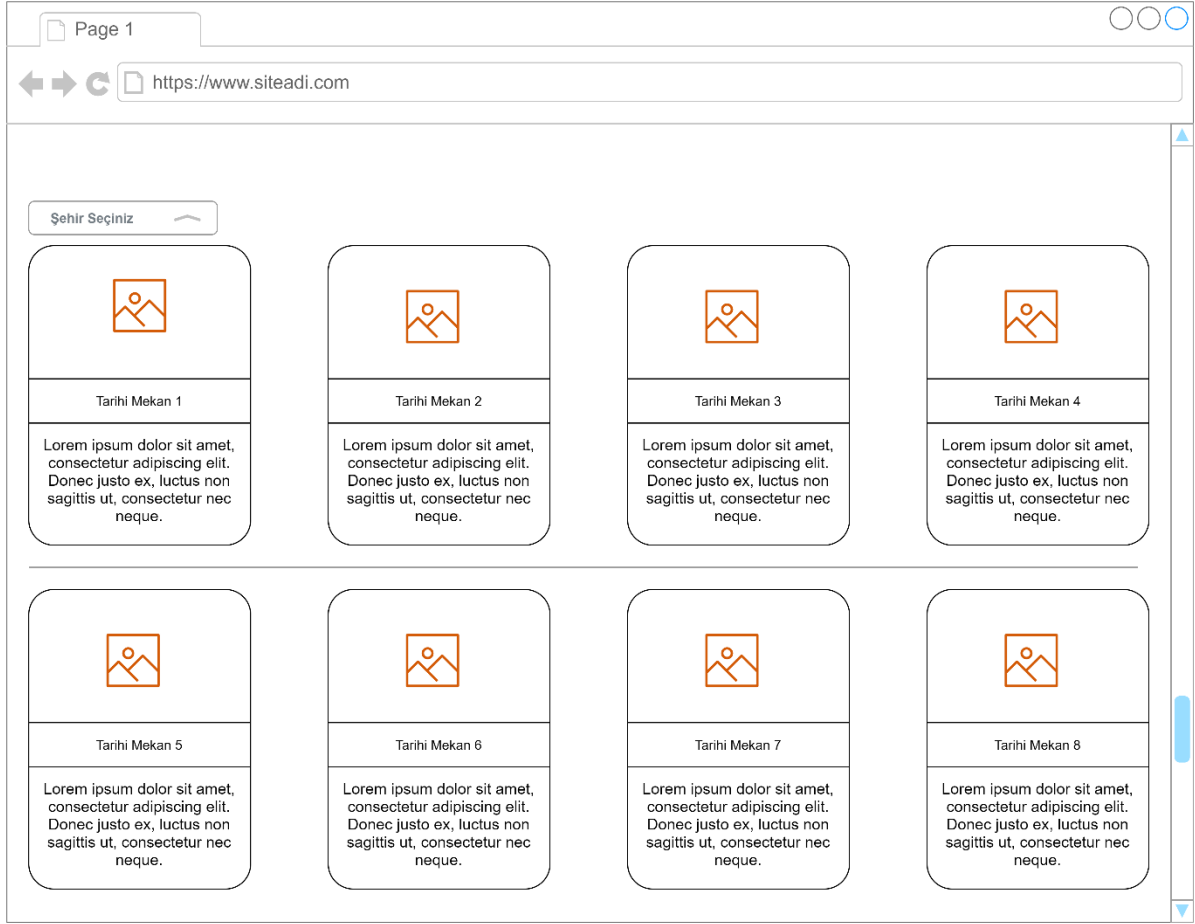 Page 1
https://www.siteadi.com
Şehir Seçiniz
Tarihi Mekan 1
Lorem ipsum dolor sit amet,
consectetur adipiscing elit.
Donec justo ex, luctus non
sagittis ut, consectetur nec
neque.
Tarihi Mekan 2
Lorem ipsum dolor sit amet,
consectetur adipiscing elit.
Donec justo ex, luctus non
sagittis ut, consectetur nec
neque.
Tarihi Mekan 3
Lorem ipsum dolor sit amet,
consectetur adipiscing elit.
Donec justo ex, luctus non
sagittis ut, consectetur nec
neque.
Tarihi Mekan 4
Lorem ipsum dolor sit amet,
consectetur adipiscing elit.
Donec justo ex, luctus non
sagittis ut, consectetur nec
neque.
Tarihi Mekan 5
Lorem ipsum dolor sit amet,
consectetur adipiscing elit.
Donec justo ex, luctus non
sagittis ut, consectetur nec
neque.
Tarihi Mekan 6
Lorem ipsum dolor sit amet,
consectetur adipiscing elit.
Donec justo ex, luctus non
sagittis ut, consectetur nec
neque.
Tarihi Mekan 7
Lorem ipsum dolor sit amet,
consectetur adipiscing elit.
Donec justo ex, luctus non
sagittis ut, consectetur nec
neque.
Tarihi Mekan 8
Lorem ipsum dolor sit amet,
consectetur adipiscing elit.
Donec justo ex, luctus non
sagittis ut, consectetur nec
neque.